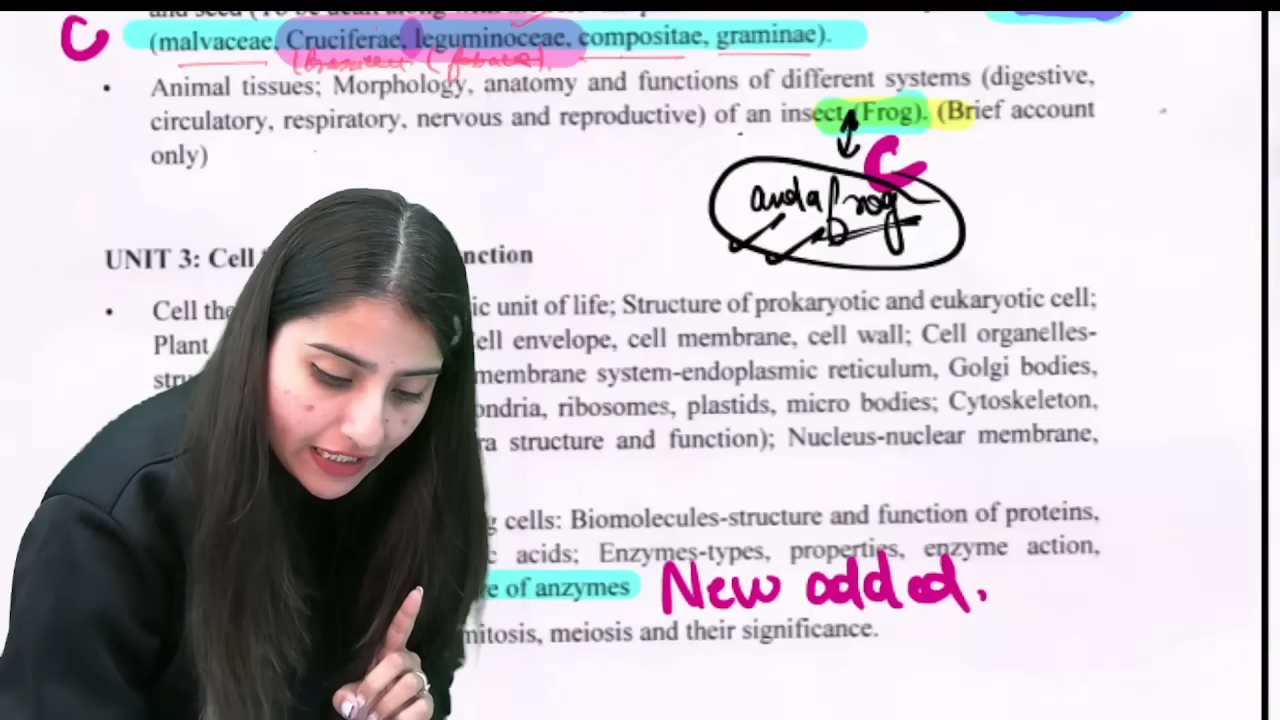 (malvaceae, Cruciferae, leguminoceae, compositae, graminae).
• Animal tissues; Morphology, anatomy and functions of different systems (digestive,
circulatory, respiratory, nervous and reproductive) of an insect (Frog). (Brief account
only)
and a frog
UNIT 3: Cell nction
• Cell the ic unit of life; Structure of prokaryotic and eukaryotic cell;
Plant ell envelope, cell membrane, cell wall; Cell organelles-
stru membrane system-endoplasmic reticulum, Golgi bodies,
ondria, ribosomes, plastids, micro bodies; Cytoskeleton,
ra structure and function); Nucleus-nuclear membrane,
g cells: Biomolecules-structure and function of proteins,
c acids; Enzymes-types, properties, enzyme action,
e of anzymes New added.
mitosis, meiosis and their significance.